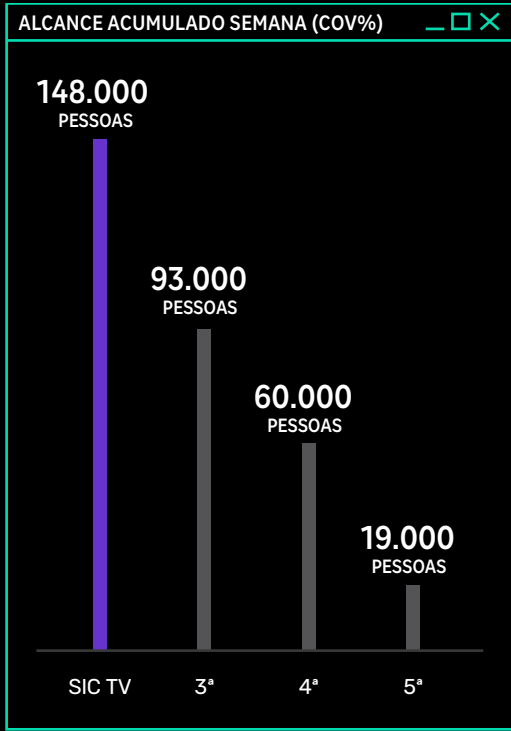 ALCANCE ACUMULADO SEMANA (COV%)
148.000
PESSOAS
93.000
PESSOAS
60.000
PESSOAS
19.000
PESSOAS
SIC TV 3ª 4ª 5ª